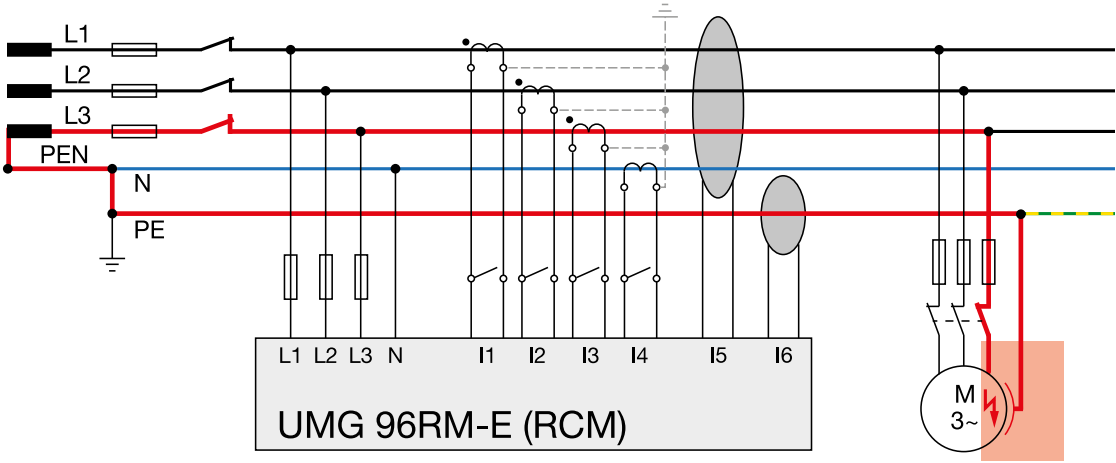 L1
L2
L3
PEN
N
PE
L1 L2 L3 N I1 I2 I3 I4 I5 I6
UMG 96RM-E (RCM)
M
3~